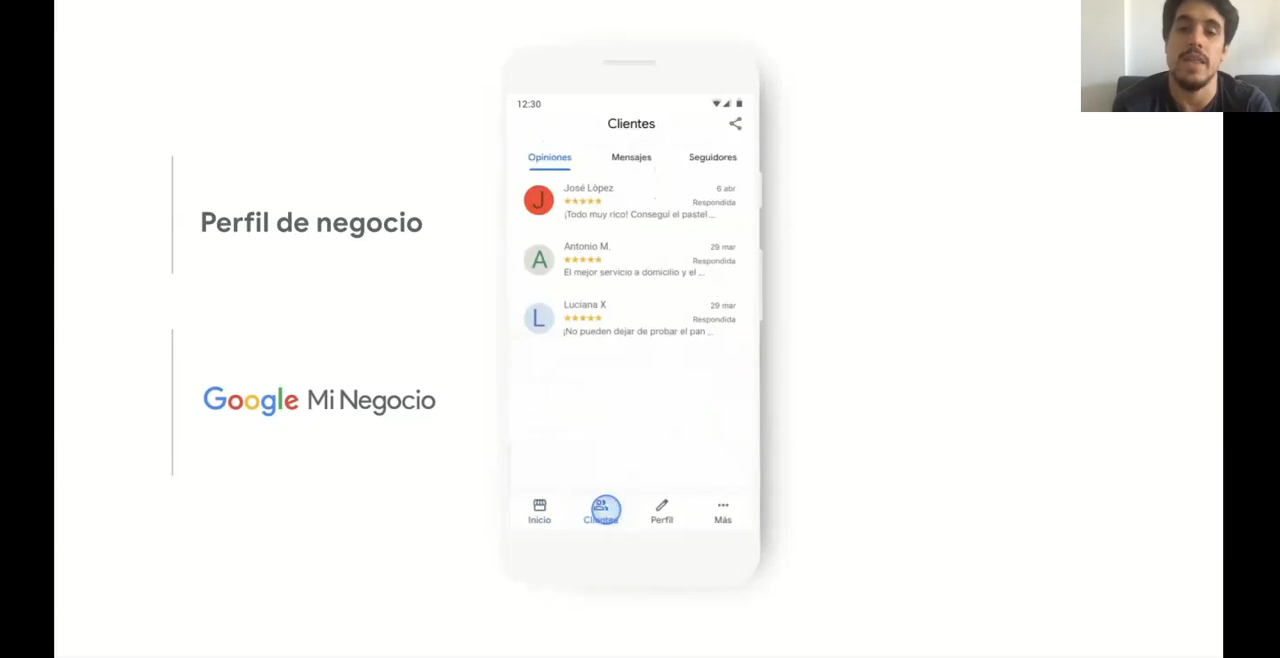 Perfil de negocio
Google Mi Negocio
12:30
Clientes
Opiniones Mensajes Seguidores
José López 6 abr
Respondida
¡Todo muy rico! Conseguí el pastel ...
Antonio M. 29 mar
Respondida
El mejor servicio a domicilio y el ...
Luciana X 29 mar
Respondida
¡No pueden dejar de probar el pan ...
Inicio Clientes Perfil Más
J
A
L